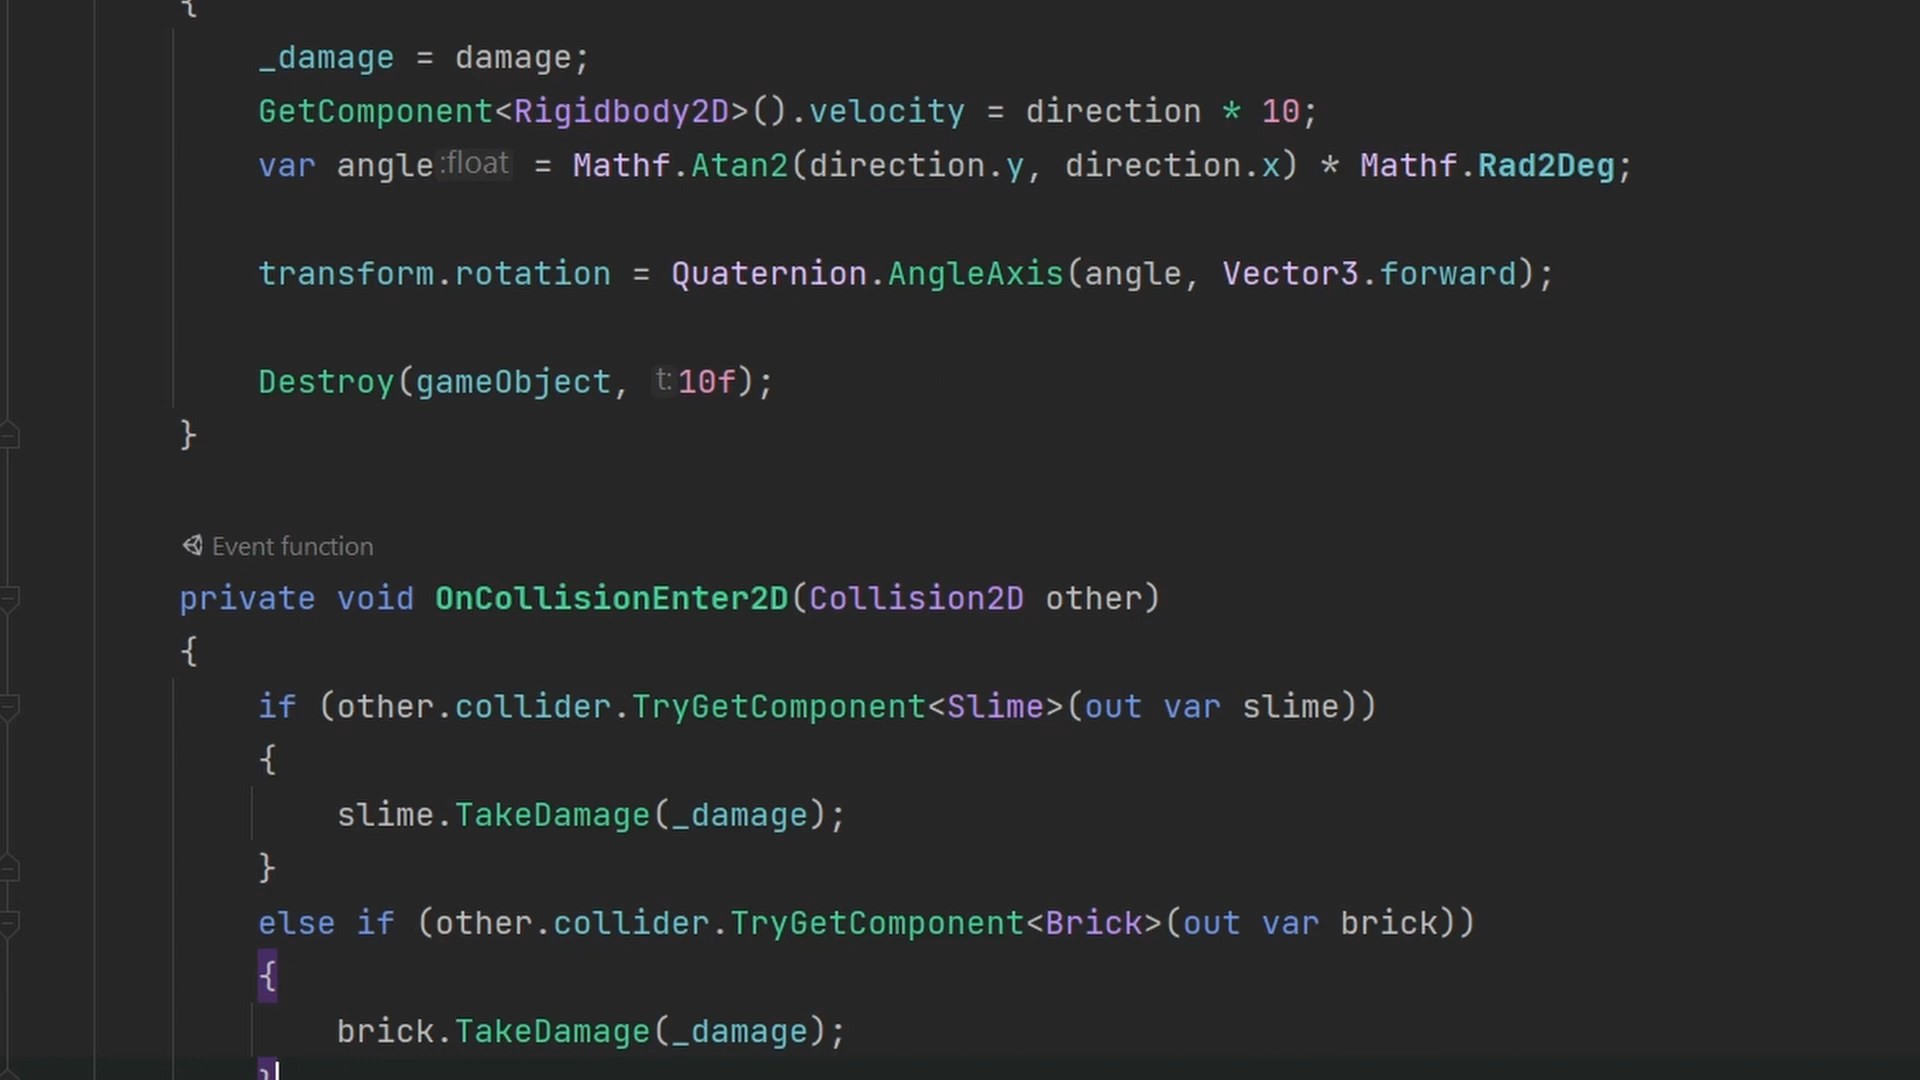 {
_damage = damage;
GetComponent<Rigidbody2D>().velocity = direction * 10;
var angle :float = Mathf.Atan2(direction.y, direction.x) * Mathf.Rad2Deg;
transform.rotation = Quaternion.AngleAxis(angle, Vector3.forward);
Destroy(gameObject, t: 10f);
}
Event function
private void OnCollisionEnter2D(Collision2D other)
{
if (other.collider.TryGetComponent<Slime>(out var slime))
{
slime.TakeDamage(_damage);
}
else if (other.collider.TryGetComponent<Brick>(out var brick))
{
brick.TakeDamage(_damage);
}